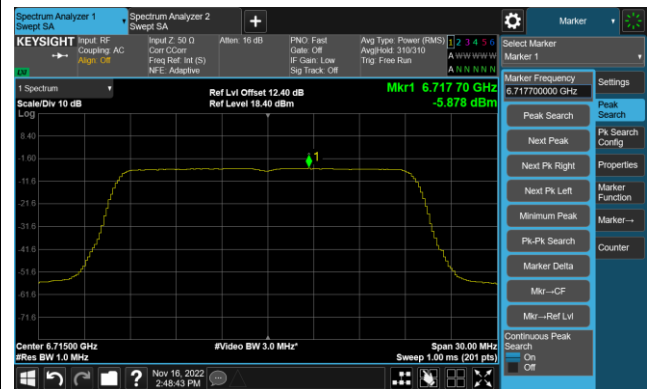 Spectrum Analyzer 1
Swept SA
Spectrum Analyzer 2
Swept SA
+
Marker
KEYSIGHT
Input: RF
Coupling: AC
Align: Off
Input Z: 50 Ω
Corr CCorr
Freq Ref: Int (S)
NFE: Adaptive
Atten: 16 dB
PNO: Fast
Gate: Off
IF Gain: Low
Sig Track: Off
Avg Type: Power (RMS)
Avg|Hold: 310/310
Trig: Free Run
1 2 3 4 5 6
A W W W W W
A N N N N N
Select Marker
Marker 1
LXI
1 Spectrum
Scale/Div 10 dB
Log
Ref Lvl Offset 12.40 dB
Ref Level 18.40 dBm
Mkr1 6.717 70 GHz
-5.878 dBm
8.40
-1.60
-11.6
-21.6
-31.6
-41.6
-51.6
-61.6
-71.6
1
Center 6.71500 GHz
#Res BW 1.0 MHz
#Video BW 3.0 MHz*
Span 30.00 MHz
Sweep 1.00 ms (201 pts)
Marker Frequency
6.717700000 GHz
Peak Search
Next Peak
Next Pk Right
Next Pk Left
Minimum Peak
Pk-Pk Search
Marker Delta
Mkr→CF
Mkr→Ref Lvl
Continuous Peak
Search
On
Off
Settings
Peak
Search
Pk Search
Config
Properties
Marker
Function
Marker→
Counter
?
Nov 16, 2022
2:48:43 PM